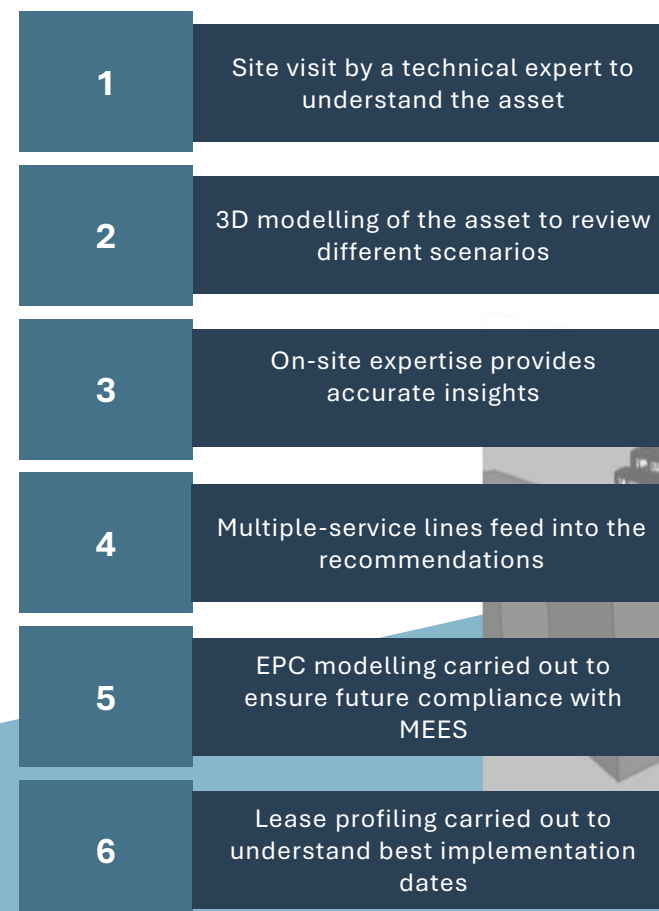 1
Site visit by a technical expert to
understand the asset
2
3D modelling of the asset to review
different scenarios
3
On-site expertise provides
accurate insights
4
Multiple-service lines feed into the
recommendations
5
EPC modelling carried out to
ensure future compliance with
MEES
6
Lease profiling carried out to
understand best implementation
dates